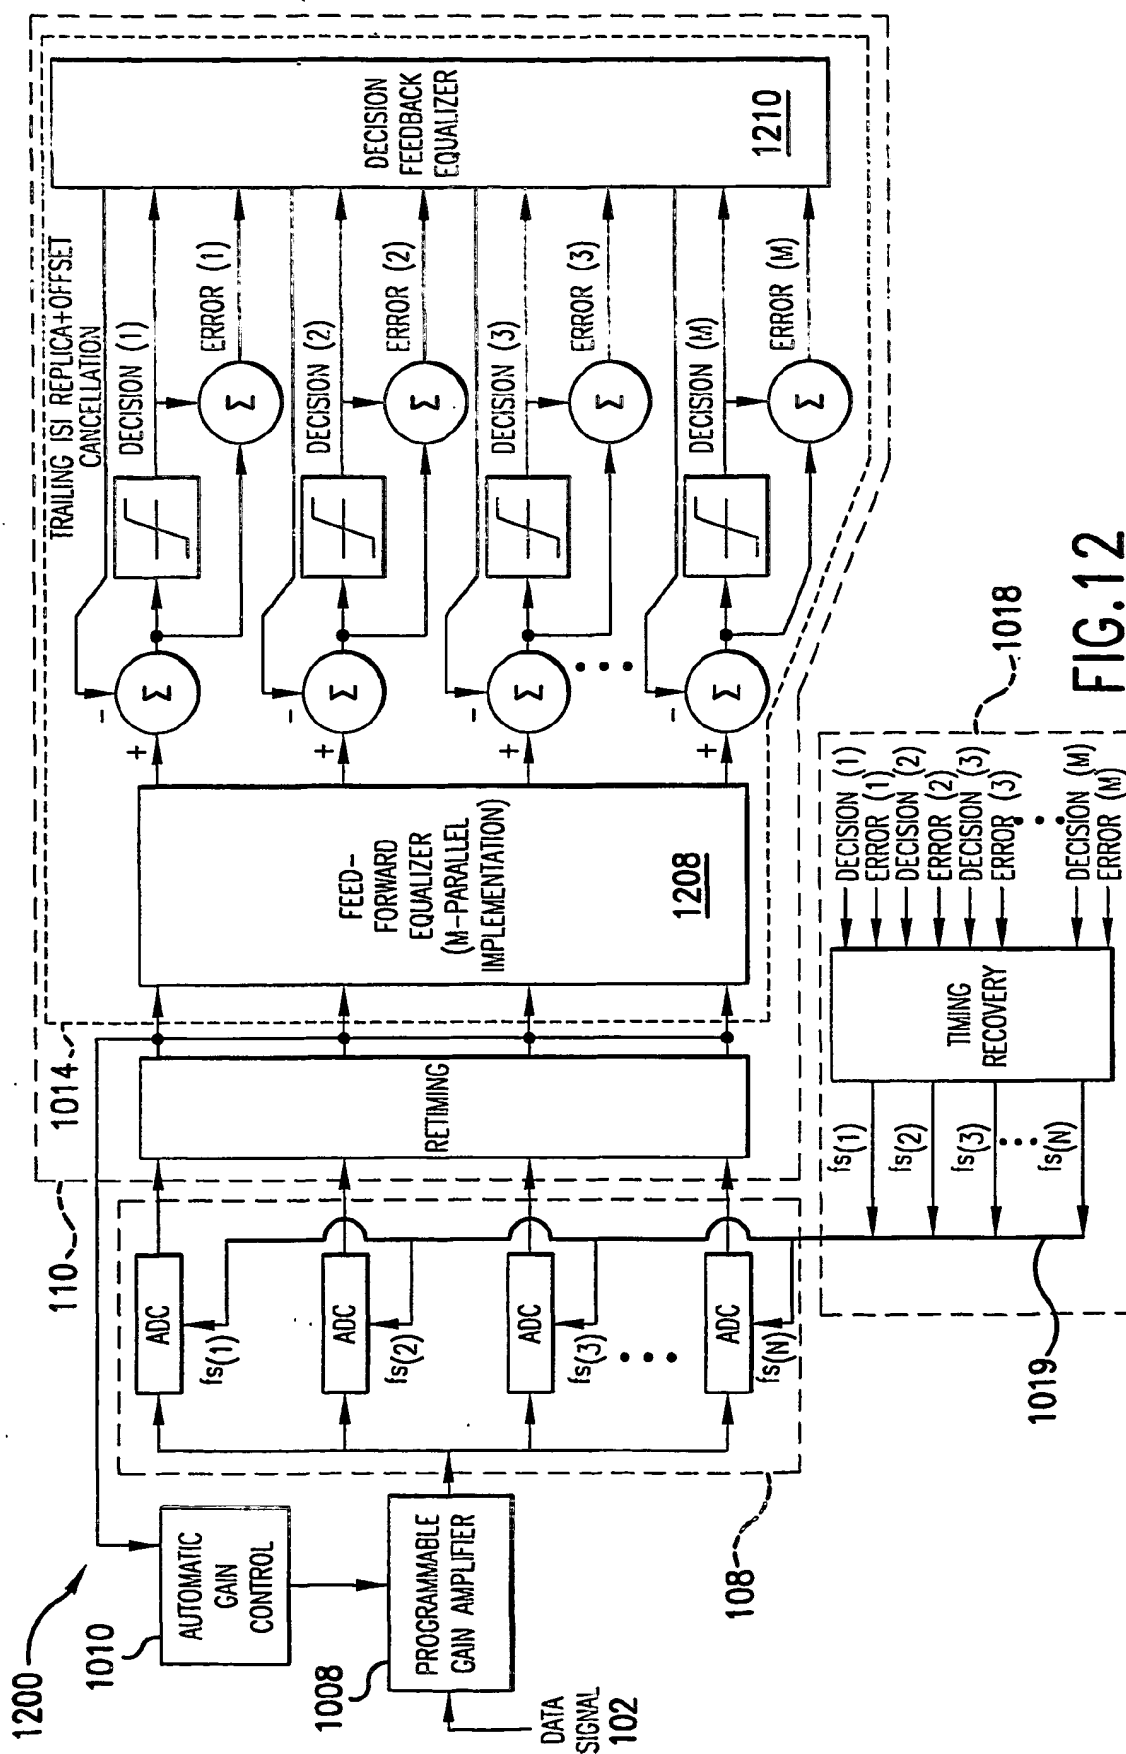 1200
1010
AUTOMATIC
GAIN
CONTROL
1008
PROGRAMMABLE
GAIN AMPLIFIER
DATA
SIGNAL
102
108
ADC
fs(1)
ADC
fs(2)
ADC
fs(3)
ADC
fs(N)
110
RETIMING
1014
FEED-
FORWARD
EQUALIZER
(M-PARALLEL
IMPLEMENTATION)
1208
+
-
Σ
+
-
Σ
+
-
Σ
+
-
Σ
TRAILING ISI REPLICA+OFFSET
CANCELLATION
DECISION (1)
Σ
ERROR (1)
DECISION (2)
Σ
ERROR (2)
DECISION (3)
Σ
ERROR (3)
DECISION (M)
Σ
ERROR (M)
DECISION
FEEDBACK
EQUALIZER
1210
1019
fs(1)
fs(2)
fs(3)
fs(N)
TIMING
RECOVERY
DECISION (1)
ERROR (1)
DECISION (2)
ERROR (2)
DECISION (3)
ERROR (3)
DECISION (M)
ERROR (M)
1018
FIG.12